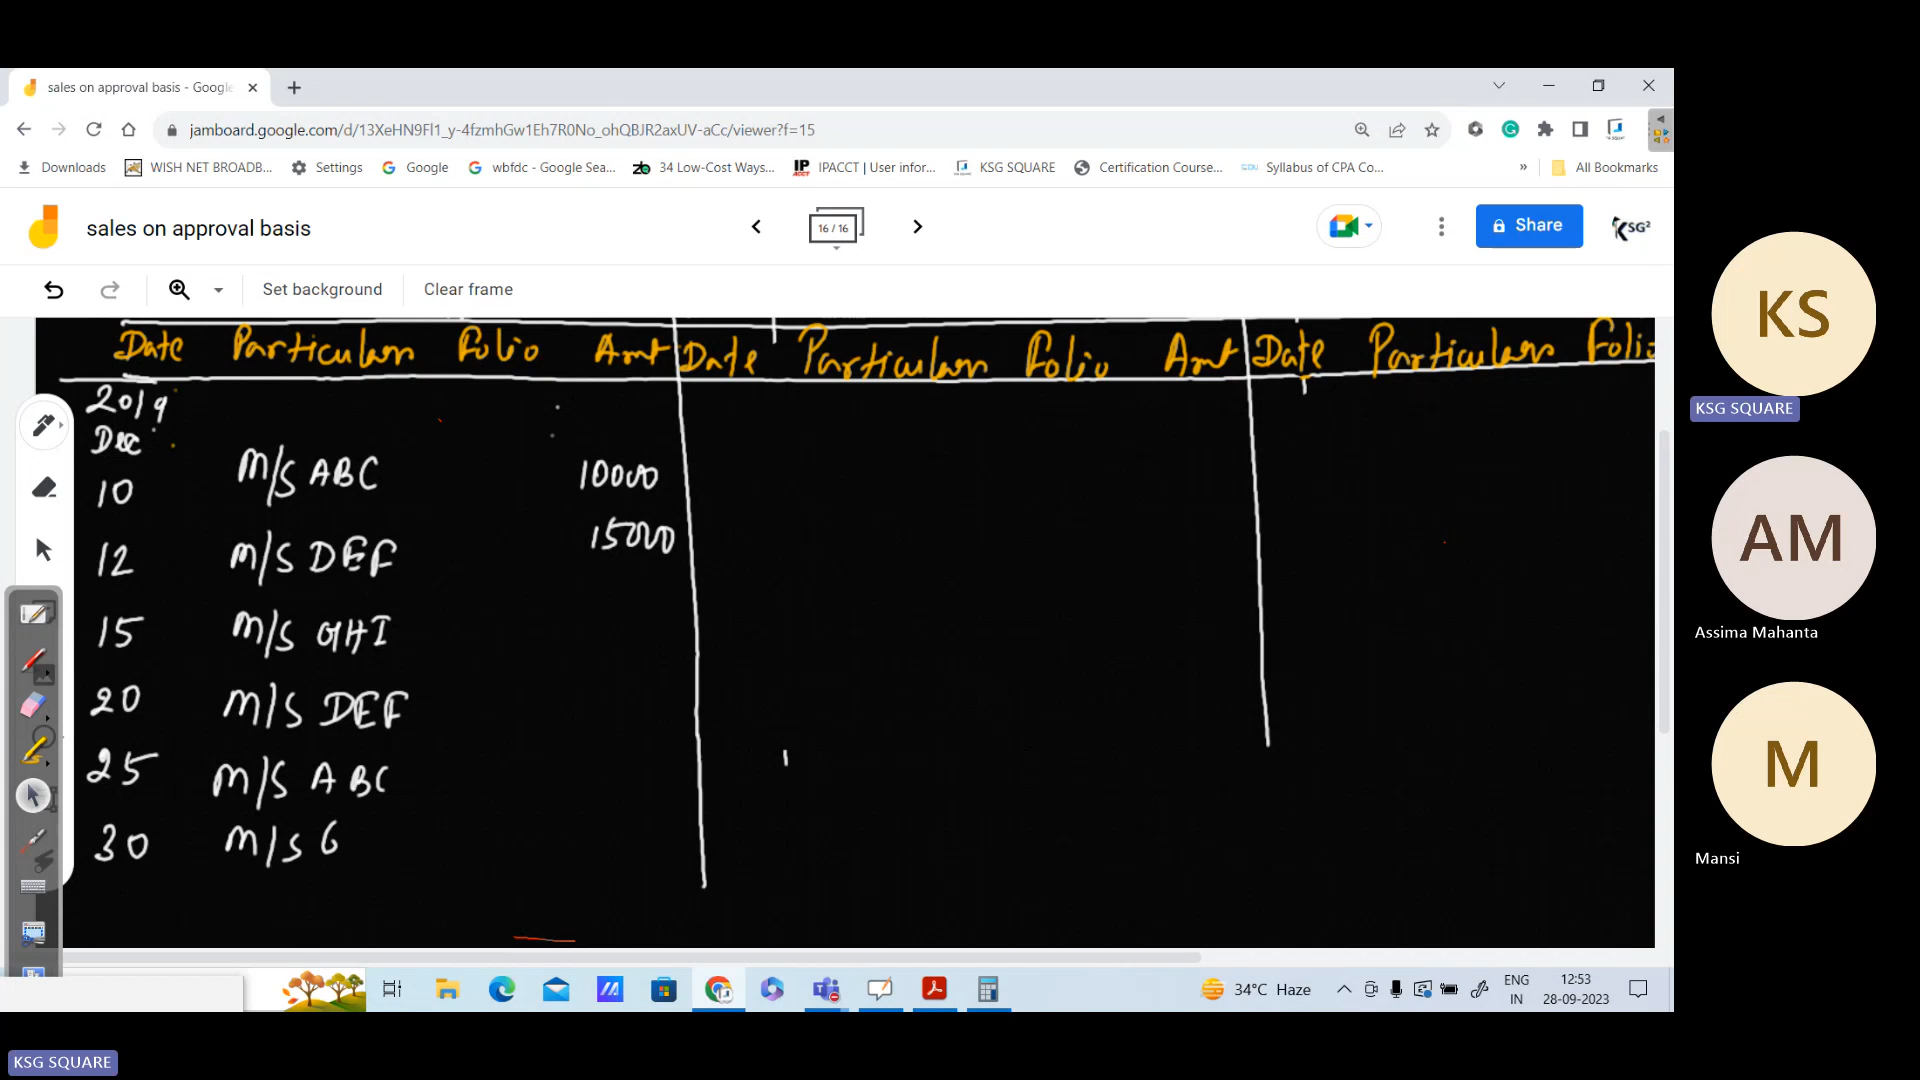 sales on approval basis - Google
jamboard.google.com/d/13XeHN9Fl1_y-4fzmhGw1Eh7R0No_ohQBJR2axUV-aCc/viewer?f=15
Downloads WISH NET BROADB... Settings Google wbfdc - Google Sea... 34 Low-Cost Ways... IPACCT | User infor... KSG SQUARE Certification Course... Syllabus of CPA Co... » All Bookmarks
sales on approval basis
16 / 16
Share
KSG²
Set background Clear frame
Date Particulars Folio Amt Date Particulars Folio Amt Date Particulars Folio
2019
Dec
10 M/S ABC 10000
12 M/S DEF 15000
15 M/S GHI
20 M/S DEF
25 M/S ABC
30 M/S G
34°C Haze
ENG
IN
12:53
28-09-2023
KS
KSG SQUARE
AM
Assima Mahanta
M
Mansi
KSG SQUARE